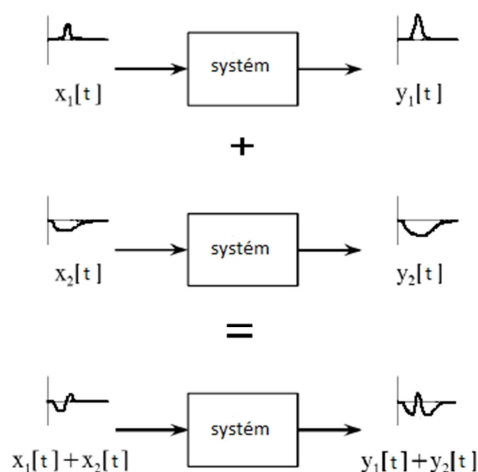 systém
x₁[t] y₁[t]
+
systém
x₂[t] y₂[t]
=
systém
x₁[t]+x₂[t] y₁[t]+y₂[t]